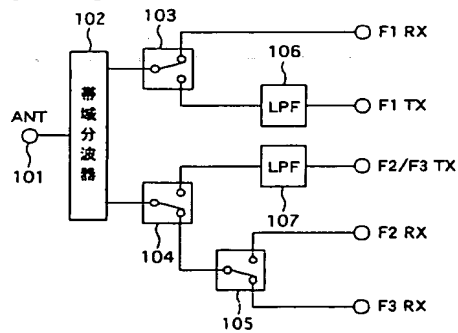 102
103
F1 RX
106
LPF
F1 TX
ANT
101
帯域分波器
LPF
F2/F3 TX
107
104
F2 RX
105
F3 RX